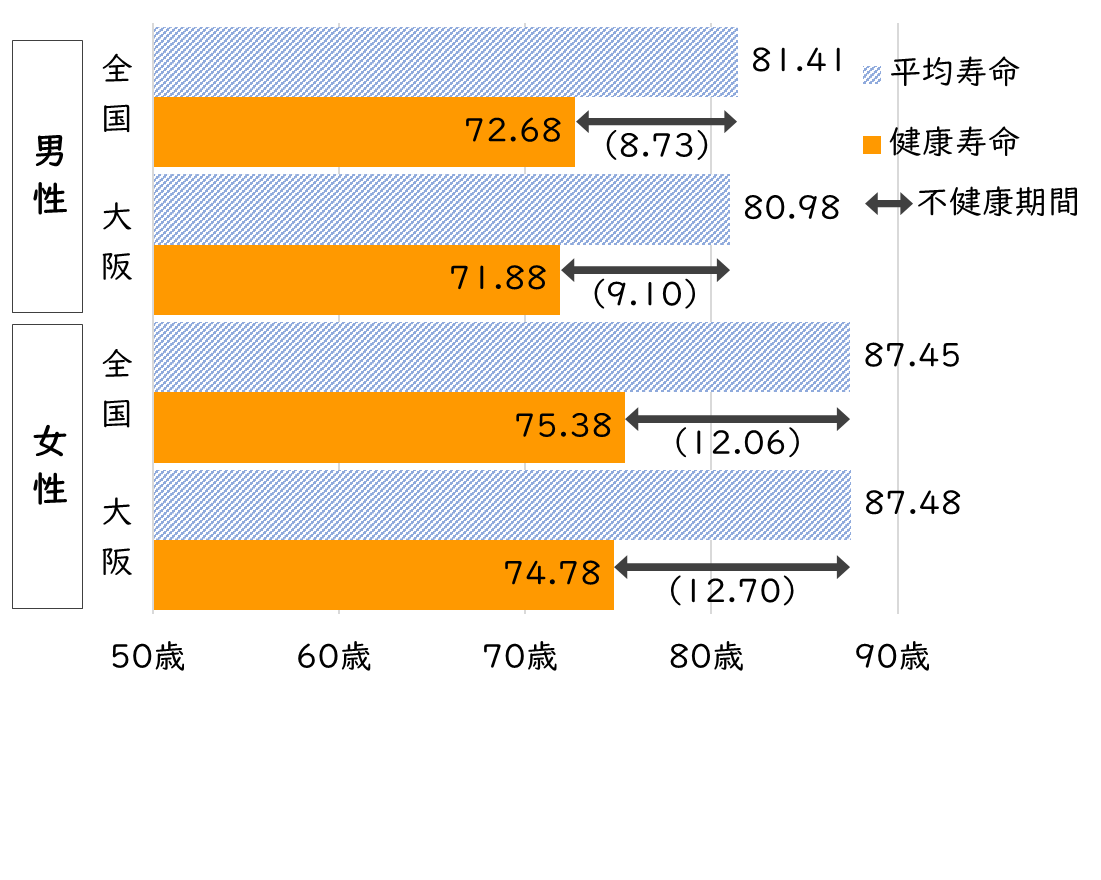 男性
全国
81.41
72.68
(8.73)
大阪
80.98
71.88
(9.10)
女性
全国
87.45
75.38
(12.06)
大阪
87.48
74.78
(12.70)
平均寿命
健康寿命
不健康期間
50歳 60歳 70歳 80歳 90歳